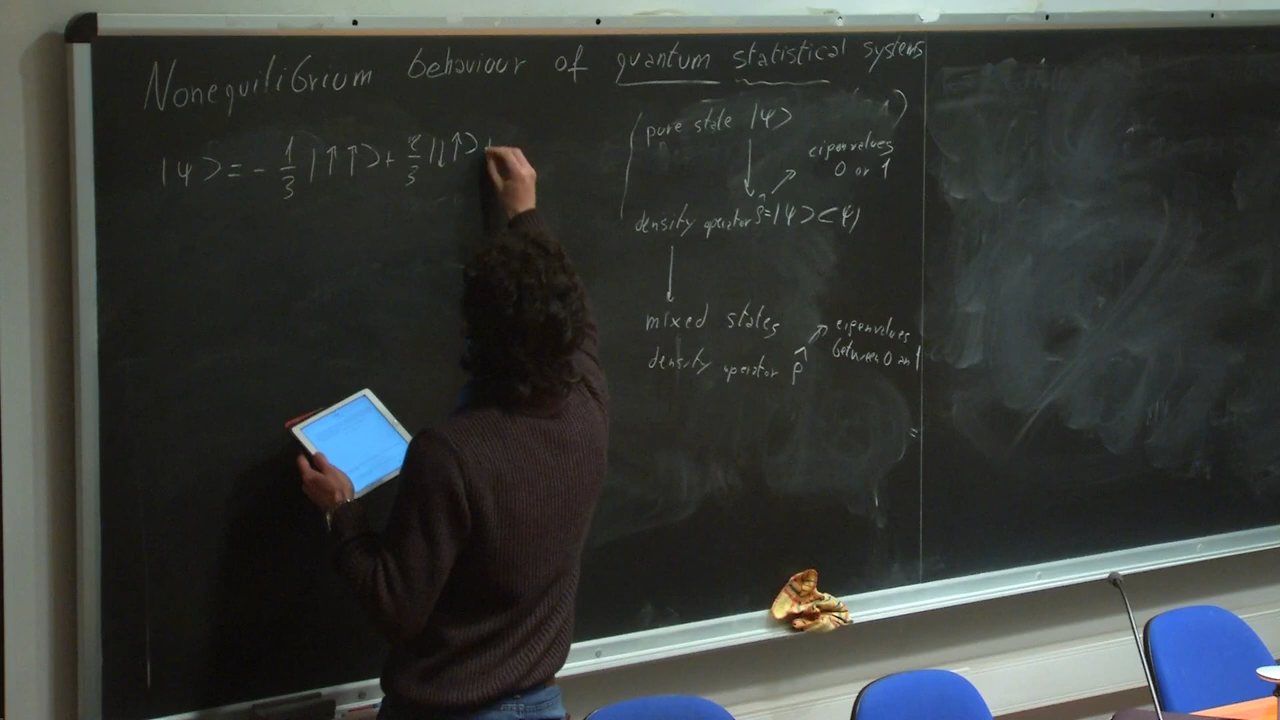 Nonequilibrium behaviour of quantum statistical systems
|ψ> = - 1/3 |↑↑> + 2/3 |↓↑> +
pure state |ψ>
eigenvalues
0 or 1
density operator ρ̂=|ψ><ψ|
mixed states
density operator ρ̂
eigenvalues
between 0 and 1